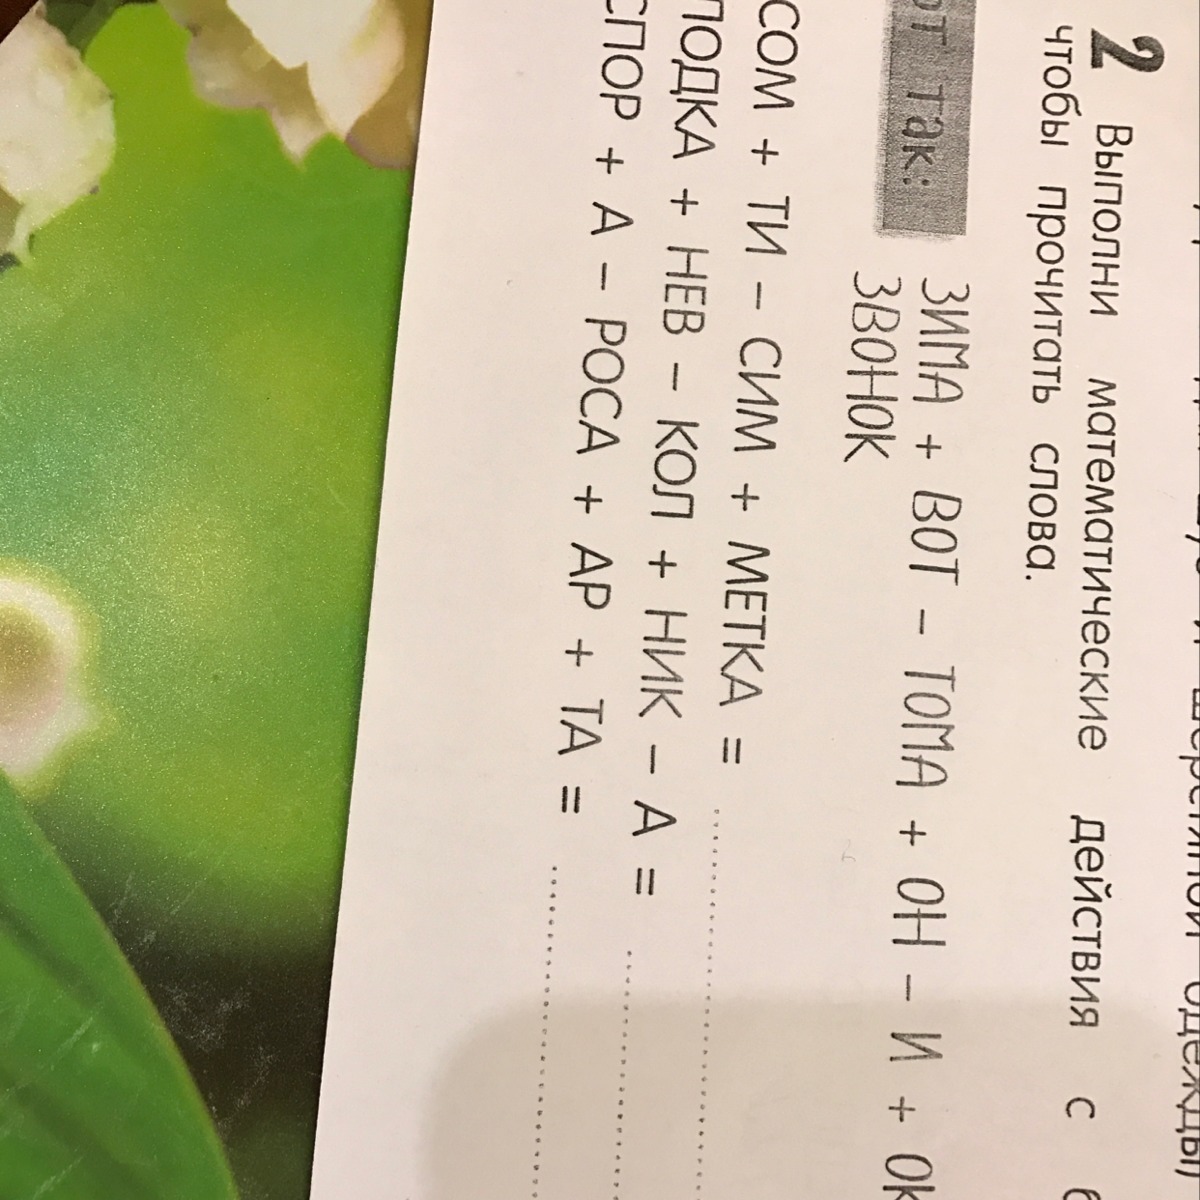 2 Выполни математические действия с
чтобы прочитать слова.
так: ЗИМА + ВОТ – ТОМА + ОН – И + ОК
ЗВОНОК
СОМ + ТИ – СИМ + МЕТКА =
ЛОДКА + НЕВ – КОЛ + НИК – А =
СПОР + А – РОСА + АР + ТА =